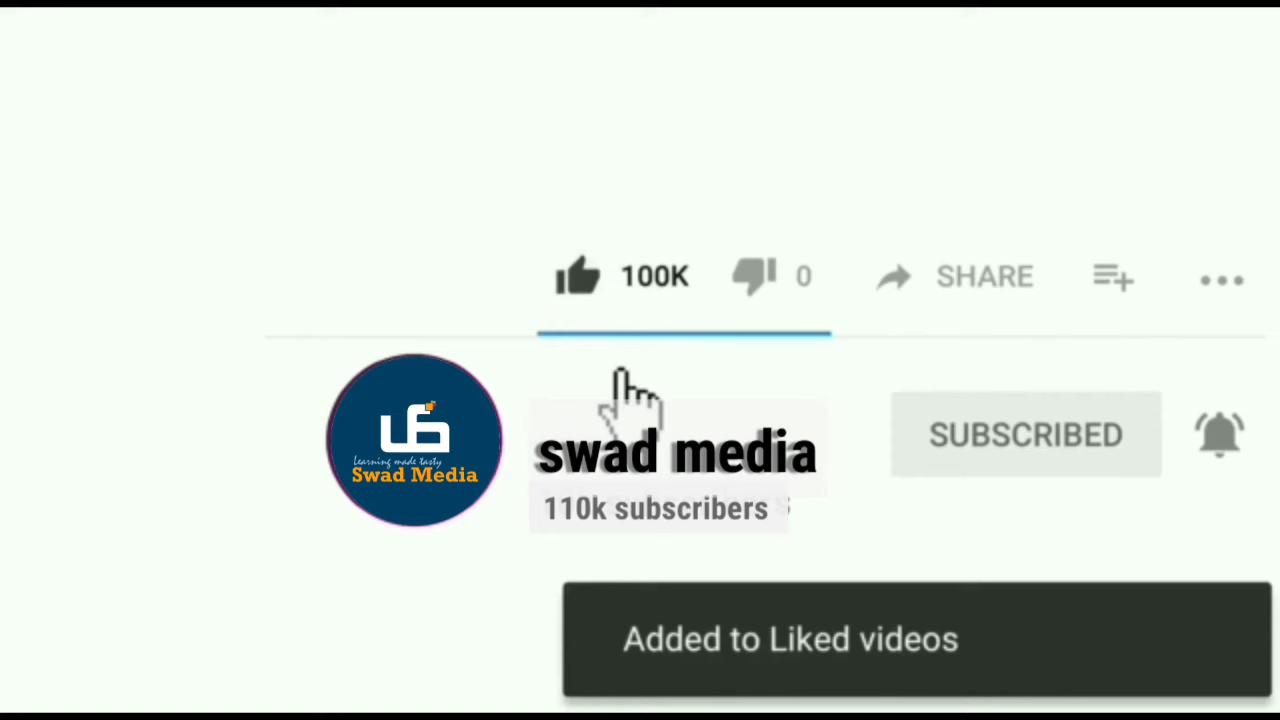 100K 0 SHARE
Learning made tasty
Swad Media
swad media
SUBSCRIBED
110k subscribers
Added to Liked videos